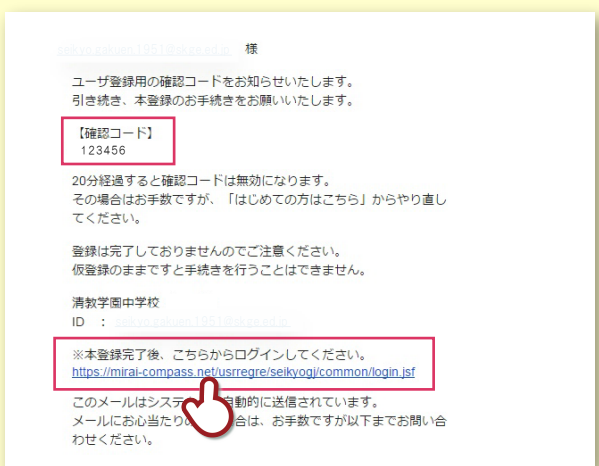 様
ユーザ登録用の確認コードをお知らせいたします。
引き続き、本登録のお手続きをお願いいたします。
【確認コード】
123456
20分経過すると確認コードは無効になります。
その場合はお手数ですが、「はじめての方はこちら」からやり直し
てください。
登録は完了しておりませんのでご注意ください。
仮登録のままですと手続きを行うことはできません。
清教学園中学校
ID ：
※本登録完了後、こちらからログインしてください。
https://mirai-compass.net/usrregre/seikyogj/common/login.jsf
このメールはシステ 自動的に送信されています。
メールにお心当たりの 合は、お手数ですが以下までお問い合
わせください。